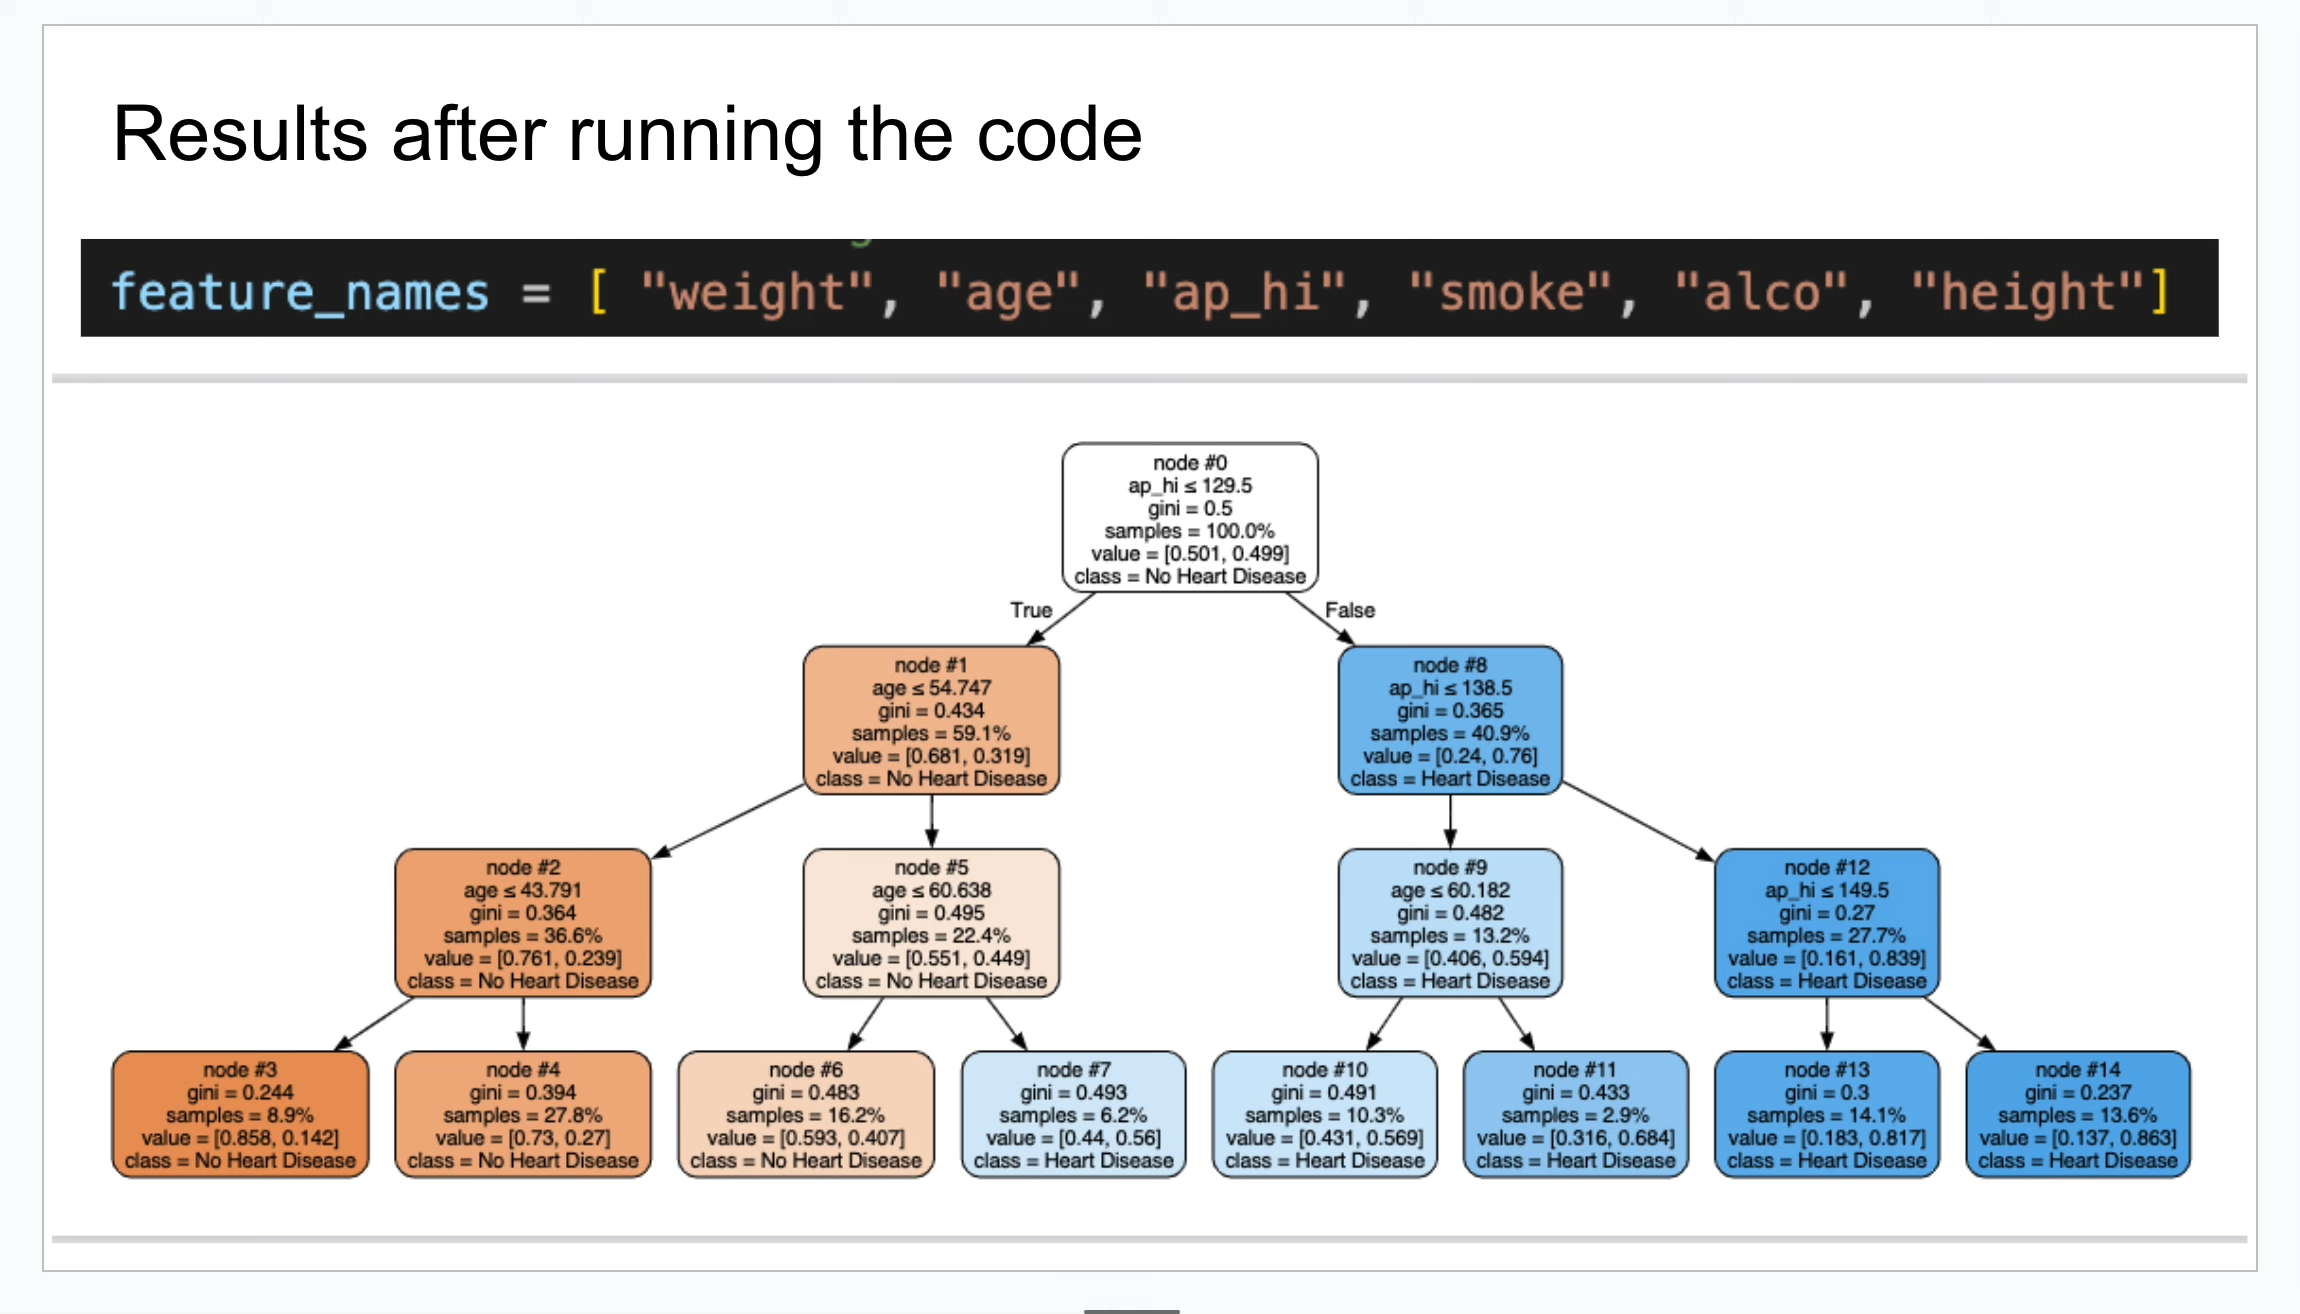 Results after running the code
feature_names = [ "weight", "age", "ap_hi", "smoke", "alco", "height"]
node #0
ap_hi ≤ 129.5
gini = 0.5
samples = 100.0%
value = [0.501, 0.499]
class = No Heart Disease
True
False
node #1
age ≤ 54.747
gini = 0.434
samples = 59.1%
value = [0.681, 0.319]
class = No Heart Disease
node #8
ap_hi ≤ 138.5
gini = 0.365
samples = 40.9%
value = [0.24, 0.76]
class = Heart Disease
node #2
age ≤ 43.791
gini = 0.364
samples = 36.6%
value = [0.761, 0.239]
class = No Heart Disease
node #5
age ≤ 60.638
gini = 0.495
samples = 22.4%
value = [0.551, 0.449]
class = No Heart Disease
node #9
age ≤ 60.182
gini = 0.482
samples = 13.2%
value = [0.406, 0.594]
class = Heart Disease
node #12
ap_hi ≤ 149.5
gini = 0.27
samples = 27.7%
value = [0.161, 0.839]
class = Heart Disease
node #3
gini = 0.244
samples = 8.9%
value = [0.858, 0.142]
class = No Heart Disease
node #4
gini = 0.394
samples = 27.8%
value = [0.73, 0.27]
class = No Heart Disease
node #6
gini = 0.483
samples = 16.2%
value = [0.593, 0.407]
class = No Heart Disease
node #7
gini = 0.493
samples = 6.2%
value = [0.44, 0.56]
class = Heart Disease
node #10
gini = 0.491
samples = 10.3%
value = [0.431, 0.569]
class = Heart Disease
node #11
gini = 0.433
samples = 2.9%
value = [0.316, 0.684]
class = Heart Disease
node #13
gini = 0.3
samples = 14.1%
value = [0.183, 0.817]
class = Heart Disease
node #14
gini = 0.237
samples = 13.6%
value = [0.137, 0.863]
class = Heart Disease